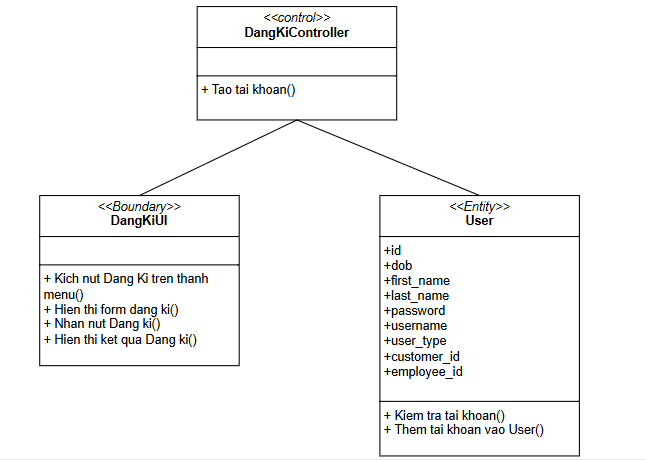 <<control>>
DangKiController
+ Tao tai khoan()
<<Boundary>>
DangKiUI
+ Kich nut Dang Ki tren thanh
menu()
+ Hien thi form dang ki()
+ Nhan nut Dang ki()
+ Hien thi ket qua Dang ki()
<<Entity>>
User
+id
+dob
+first_name
+last_name
+password
+username
+user_type
+customer_id
+employee_id
+ Kiem tra tai khoan()
+ Them tai khoan vao User()